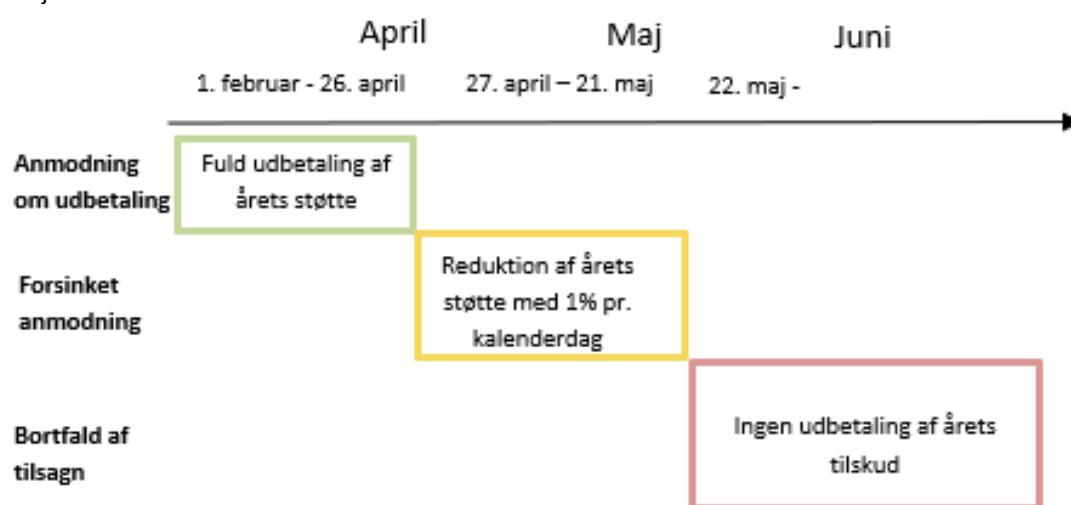 April Maj Juni
1. februar - 26. april 27. april – 21. maj 22. maj -
Anmodning
om udbetaling
Fuld udbetaling af
årets støtte
Forsinket
anmodning
Reduktion af årets
støtte med 1% pr.
kalenderdag
Bortfald af
tilsagn
Ingen udbetaling af årets
tilskud